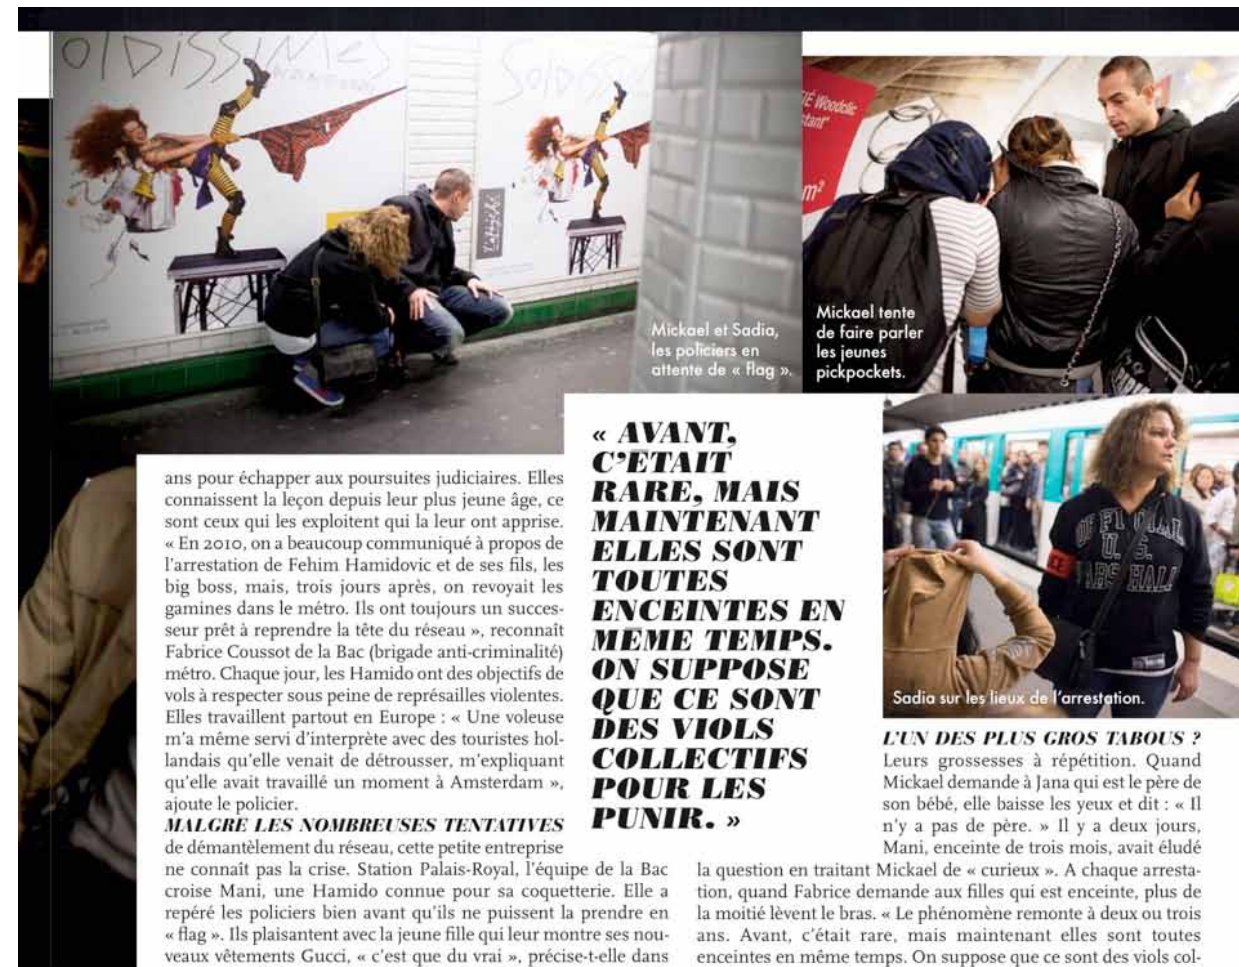 SOLDISSIMES
SOLDISSIM
l'affiché
É Woodclic
stant"
m²
Mickael et Sadia,
les policiers en
attente de « flag ».
Mickael tente
de faire parler
les jeunes
pickpockets.
OFFICIAL
U. S.
MARSHALL
Sadia sur les lieux de l'arrestation.
ans pour échapper aux poursuites judiciaires. Elles
connaissent la leçon depuis leur plus jeune âge, ce
sont ceux qui les exploitent qui la leur ont apprise.
« En 2010, on a beaucoup communiqué à propos de
l'arrestation de Fehim Hamidovic et de ses fils, les
big boss, mais, trois jours après, on revoyait les
gamines dans le métro. Ils ont toujours un succes-
seur prêt à reprendre la tête du réseau », reconnaît
Fabrice Coussot de la Bac (brigade anti-criminalité)
métro. Chaque jour, les Hamido ont des objectifs de
vols à respecter sous peine de représailles violentes.
Elles travaillent partout en Europe : « Une voleuse
m'a même servi d'interprète avec des touristes hol-
landais qu'elle venait de détrousser, m'expliquant
qu'elle avait travaillé un moment à Amsterdam »,
ajoute le policier.
MALGRE LES NOMBREUSES TENTATIVES
de démantèlement du réseau, cette petite entreprise
ne connaît pas la crise. Station Palais-Royal, l'équipe de la Bac
croise Mani, une Hamido connue pour sa coquetterie. Elle a
repéré les policiers bien avant qu'ils ne puissent la prendre en
« flag ». Ils plaisantent avec la jeune fille qui leur montre ses nou-
veaux vêtements Gucci, « c'est que du vrai », précise-t-elle dans
« AVANT,
C'ÉTAIT
RARE, MAIS
MAINTENANT
ELLES SONT
TOUTES
ENCEINTES EN
MÊME TEMPS.
ON SUPPOSE
QUE CE SONT
DES VIOLS
COLLECTIFS
POUR LES
PUNIR. »
L'UN DES PLUS GROS TABOUS ?
Leurs grossesses à répétition. Quand
Mickael demande à Jana qui est le père de
son bébé, elle baisse les yeux et dit : « Il
n'y a pas de père. » Il y a deux jours,
Mani, enceinte de trois mois, avait éludé
la question en traitant Mickael de « curieux ». A chaque arresta-
tion, quand Fabrice demande aux filles qui est enceinte, plus de
la moitié lèvent le bras. « Le phénomène remonte à deux ou trois
ans. Avant, c'était rare, mais maintenant elles sont toutes
enceintes en même temps. On suppose que ce sont des viols col-